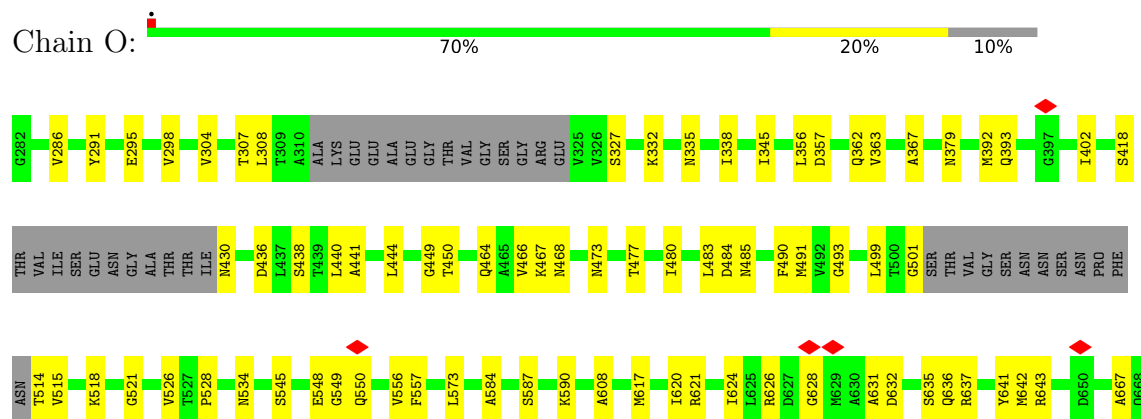 Chain O:
70% 20% 10%
G282 V286 Y291 E295 V298 V304 T307 L308 T309 A310 ALA LYS GLU GLU ALA GLU GLY THR VAL GLY SER GLY ARG GLU V325 V326 S327 K332 N335 I338 I345 L356 D357 Q362 V363 A367 N379 M392 Q393 G397 I402 S418
THR VAL ILE SER GLU ASN GLY ALA THR THR ILE N430 D436 L437 S438 T439 L440 A441 L444 G449 T450 Q464 A465 V466 K467 N468 N473 T477 I480 L483 D484 N485 F490 M491 V492 G493 L499 T500 G501 SER THR VAL GLY SER ASN ASN SER ASN PRO PHE
ASN T514 V515 K518 G521 V526 T527 P528 N534 S545 E548 G549 Q550 V556 F557 L573 A584 S587 K590 A608 M617 I620 R621 I624 L625 R626 D627 G628 M629 A630 A631 D632 S635 Q636 R637 Y641 M642 R643 D650 A667